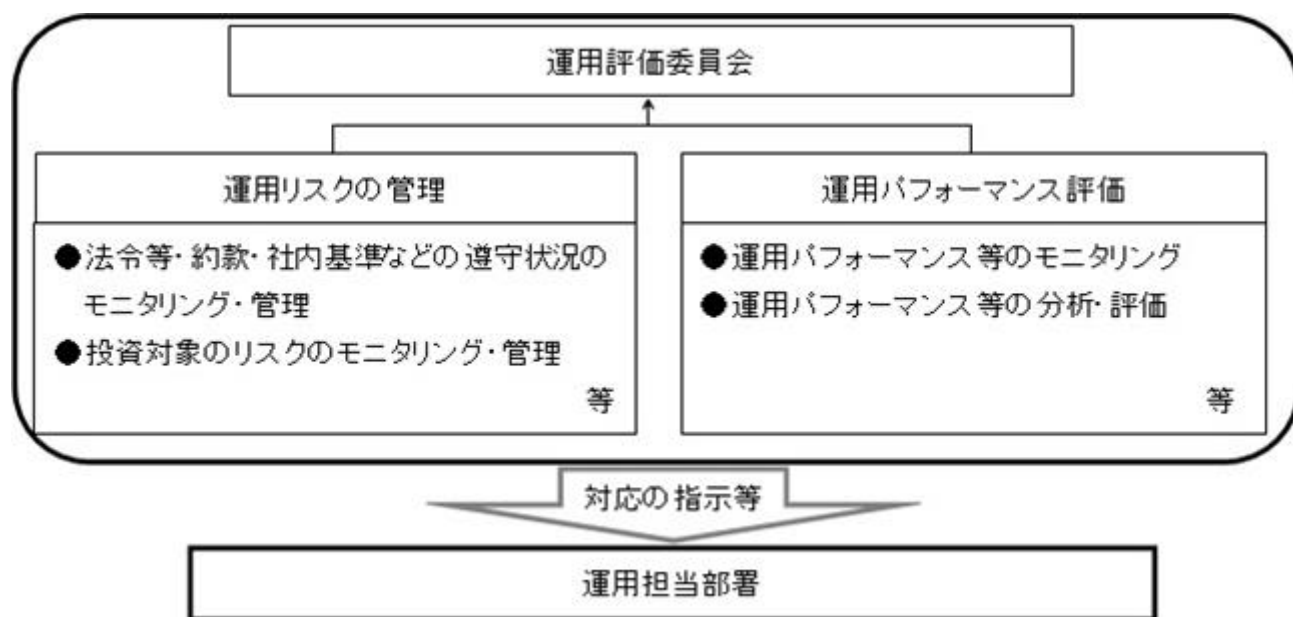 運用評価委員会
運用リスクの管理
●法令等・約款・社内基準などの遵守状況の
モニタリング・管理
●投資対象のリスクのモニタリング・管理
等
運用パフォーマンス評価
●運用パフォーマンス等のモニタリング
●運用パフォーマンス等の分析・評価
等
対応の指示等
運用担当部署